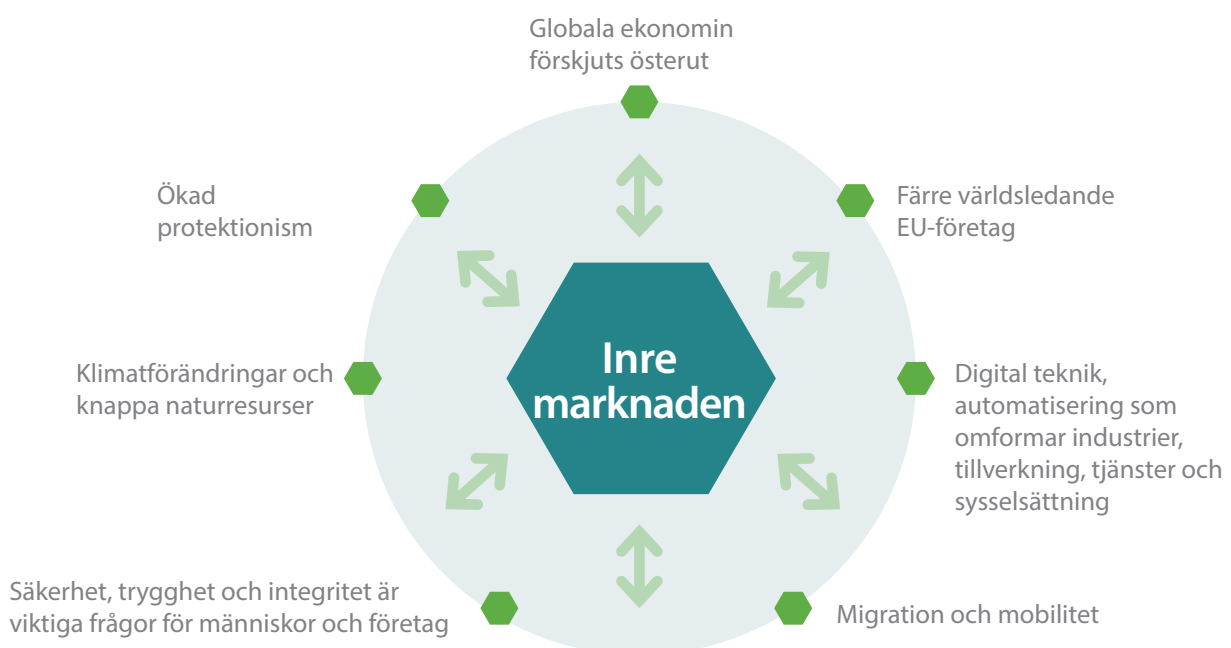 Globala ekonomin
förskjuts österut
Ökad
protektionism
Färre världsledande
EU-företag
Inre
marknaden
Klimatförändringar och
knappa naturresurser
Digital teknik,
automatisering som
omformar industrier,
tillverkning, tjänster och
sysselsättning
Säkerhet, trygghet och integritet är
viktiga frågor för människor och företag
Migration och mobilitet